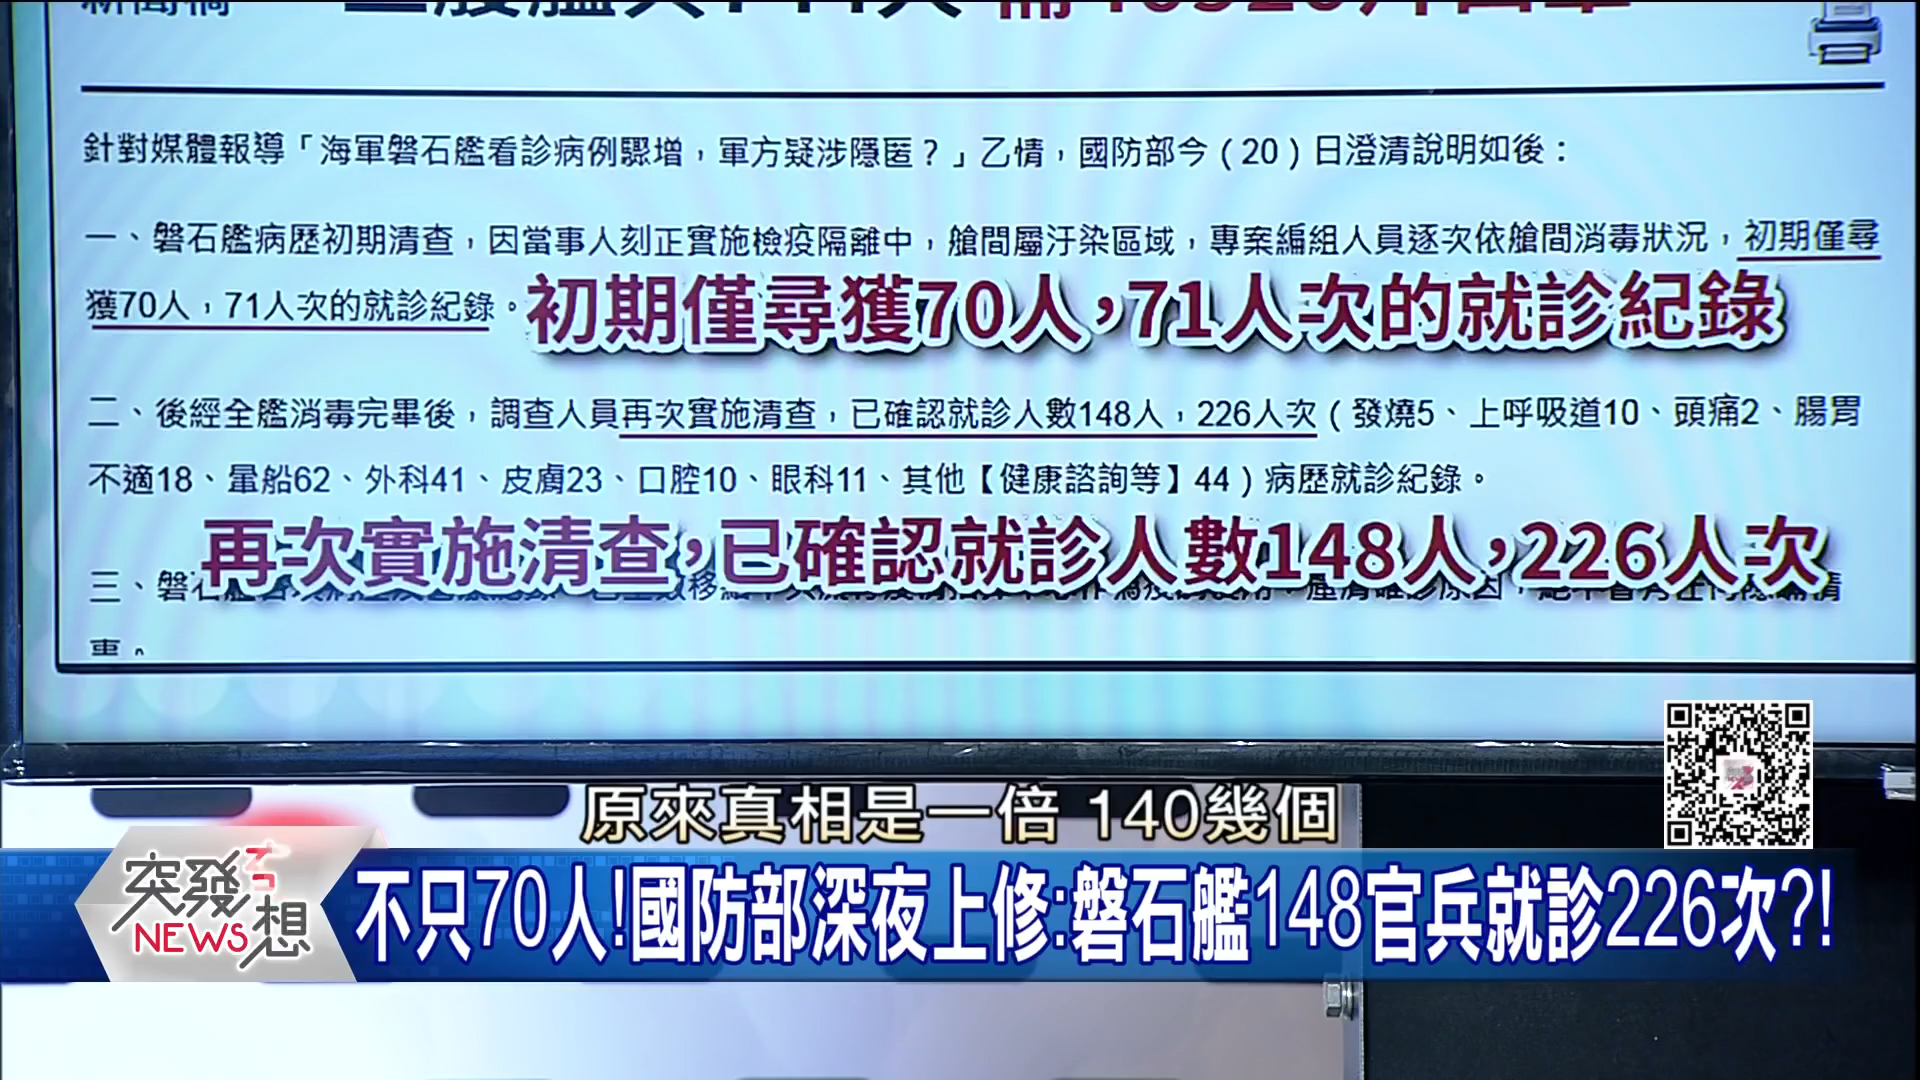 新聞稿
744人
針對媒體報導「海軍磐石艦看診病例驟增，軍方疑涉隱匿？」乙情，國防部今（20）日澄清說明如後：
一、磐石艦病歷初期清查，因當事人刻正實施檢疫隔離中，艙間屬汙染區域，專案編組人員逐次依艙間消毒狀況，初期僅尋
獲70人，71人次的就診紀錄。
初期僅尋獲70人，71人次的就診紀錄
二、後經全艦消毒完畢後，調查人員再次實施清查，已確認就診人數148人，226人次（發燒5、上呼吸道10、頭痛2、腸胃
不適18、暈船62、外科41、皮膚23、口腔10、眼科11、其他【健康諮詢等】44）病歷就診紀錄。
再次實施清查，已確認就診人數148人，226人次
三、磐石
事。
原來真相是一倍 140幾個
突發了想
NEWS
不只70人!國防部深夜上修:磐石艦148官兵就診226次?!